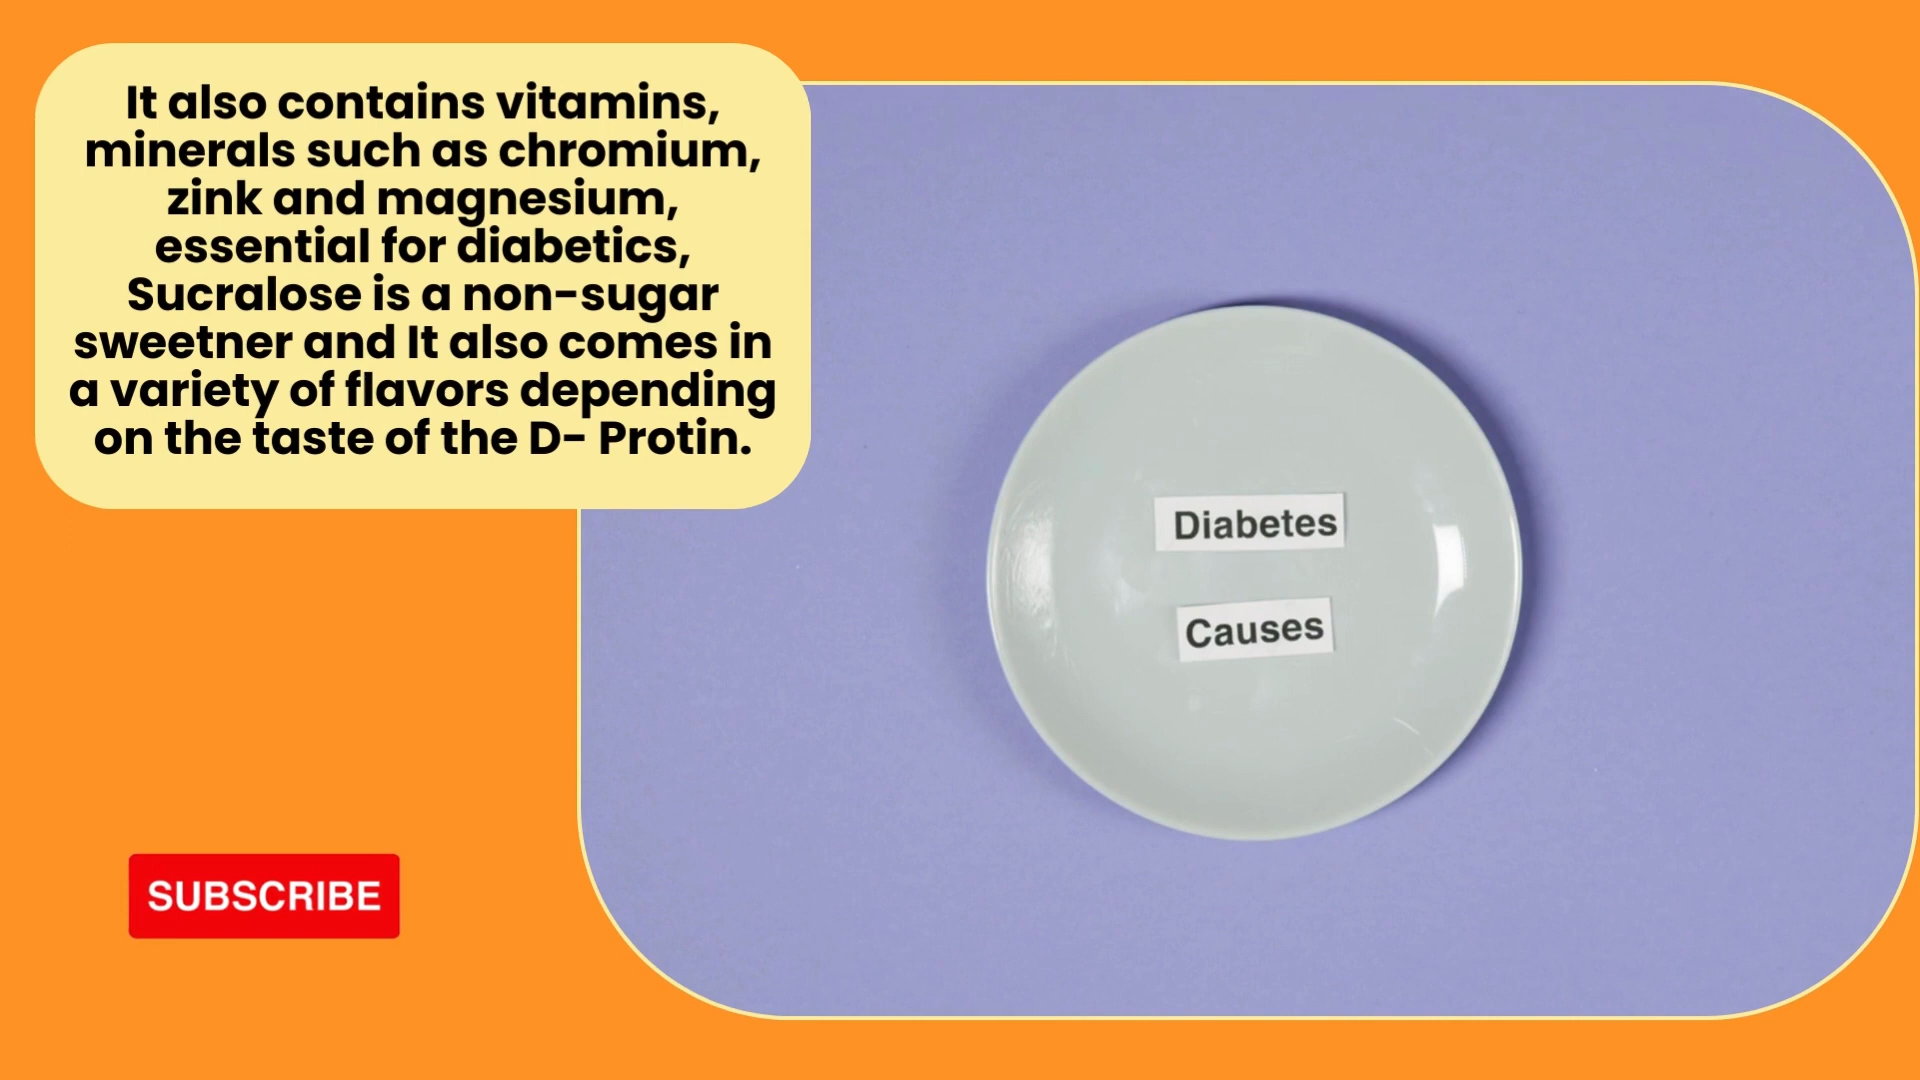 It also contains vitamins,
minerals such as chromium,
zink and magnesium,
essential for diabetics,
Sucralose is a non-sugar
sweetner and It also comes in
a variety of flavors depending
on the taste of the D- Protin.
Diabetes
Causes
SUBSCRIBE